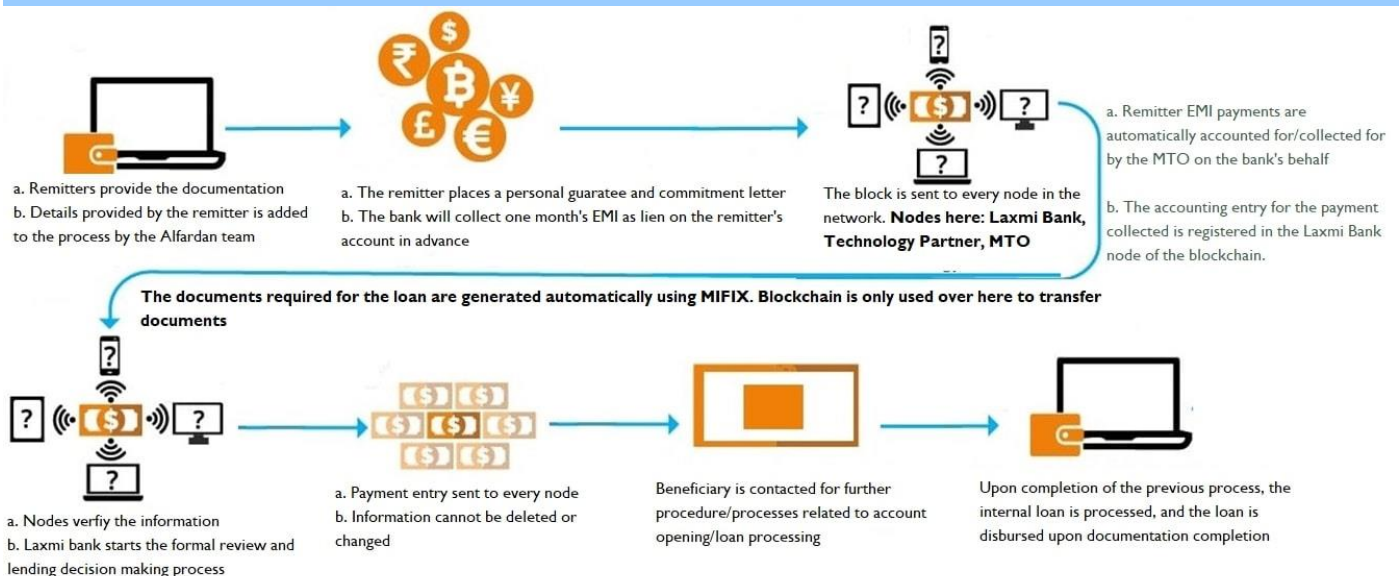 a. Remitters provide the documentation
b. Details provided by the remitter is added
to the process by the Alfardan team
a. The remitter places a personal guaratee and commitment letter
b. The bank will collect one month's EMI as lien on the remitter's
account in advance
The block is sent to every node in the
network. Nodes here: Laxmi Bank,
Technology Partner, MTO
a. Remitter EMI payments are
automatically accounted for/collected for
by the MTO on the bank's behalf
b. The accounting entry for the payment
collected is registered in the Laxmi Bank
node of the blockchain.
The documents required for the loan are generated automatically using MIFIX. Blockchain is only used over here to transfer
documents
a. Nodes verfiy the information
b. Laxmi bank starts the formal review and
lending decision making process
a. Payment entry sent to every node
b. Information cannot be deleted or
changed
Beneficiary is contacted for further
procedure/processes related to account
opening/loan processing
Upon completion of the previous process, the
internal loan is processed, and the loan is
disbursed upon documentation completion